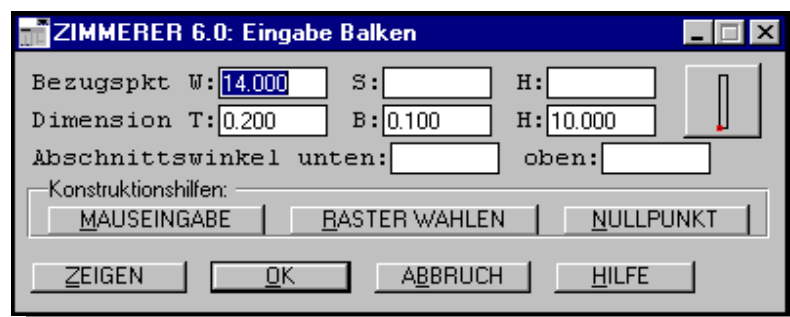 ZIMMERER 6.0: Eingabe Balken
Bezugspkt W: 14.000 S: H:
Dimension T: 0.200 B: 0.100 H: 10.000
Abschnittswinkel unten: oben:
Konstruktionshilfen:
MAUSEINGABE RASTER WAHLEN NULLPUNKT
ZEIGEN OK ABBRUCH HILFE